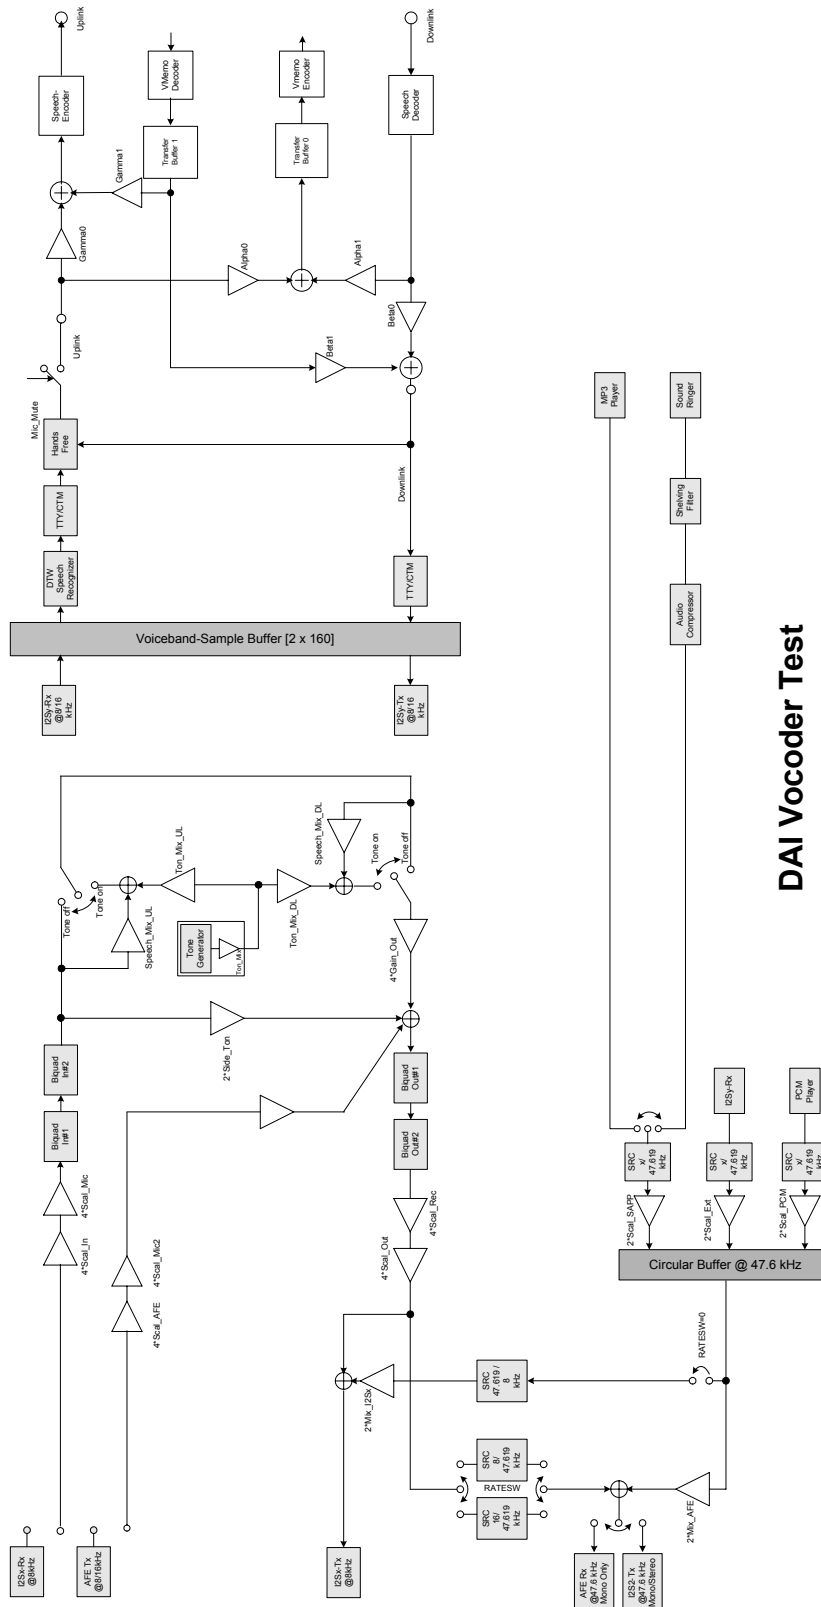 Uplink
Downlink
Speech-
Encoder
VMemo
Decoder
Vmemo
Encoder
Speech
Decoder
Transfer
Buffer 1
Transfer
Buffer 0
Gamma1
Gamma0
Alpha0
Alpha1
Beta0
Beta1
Uplink
Mic_Mute
Hands
Free
TTY/CTM
DTW
Speech
Recognizer
Downlink
TTY/CTM
Voiceband-Sample Buffer [2 x 160]
I2Sy-Rx
@8/16
kHz
I2Sy-Tx
@8/16
kHz
MP3
Player
Sound
Ringer
Shelving
Filter
Audio
Compressor
DAI Vocoder Test
Tone off
Tone on
Speech_Mix_UL
Ton_Mix_UL
Tone
Generator
Ton_Mix
Ton_Mix_DL
Speech_Mix_DL
Tone on
Tone off
4*Gain_Out
2*Side_Ton
Biquad
In#2
Biquad
In#1
4*Scal_Mic
4*Scal_In
4*Scal_Mic2
4*Scal_AFE
Biquad
Out#1
Biquad
Out#2
4*Scal_Rec
4*Scal_Out
SRC
x/
47.619
kHz
I2Sy-Rx
SRC
x/
47.619
kHz
PCM
Player
SRC
x/
47.619
kHz
2*Scal_SAPP
2*Scal_Ext
2*Scal_PCM
Circular Buffer @ 47.6 kHz
RATESW=0
SRC
47.619 /
8
kHz
2*Mix_I2Sx
SRC
8/
47.619
kHz
RATESW
SRC
16/
47.619
kHz
2*Mix_AFE
I2Sx-Rx
@8kHz
AFE Tx
@8/16kHz
I2Sx-Tx
@8kHz
AFE Rx
@47.6 kHz
Mono Only
I2S2-Tx
@47.6 kHz
Mono/Stereo